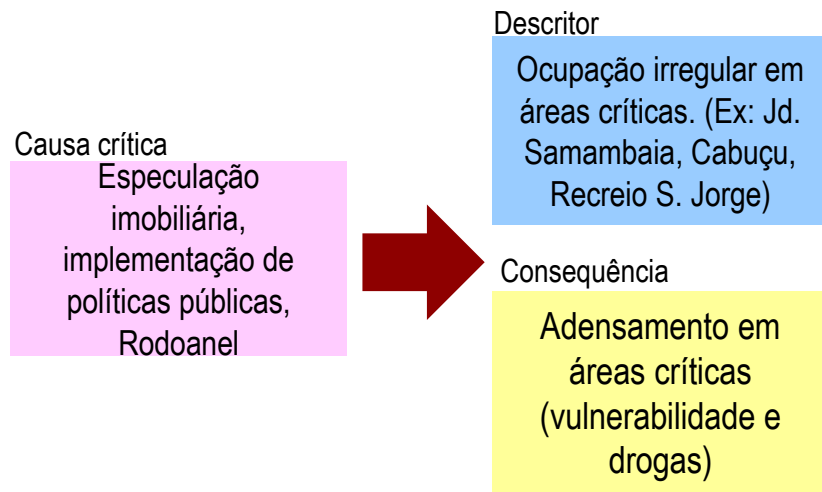 Causa crítica
Especulação
imobiliária,
implementação de
políticas públicas,
Rodoanel
Descritor
Ocupação irregular em
áreas críticas. (Ex: Jd.
Samambaia, Cabuçu,
Recreio S. Jorge)
Consequência
Adensamento em
áreas críticas
(vulnerabilidade e
drogas)